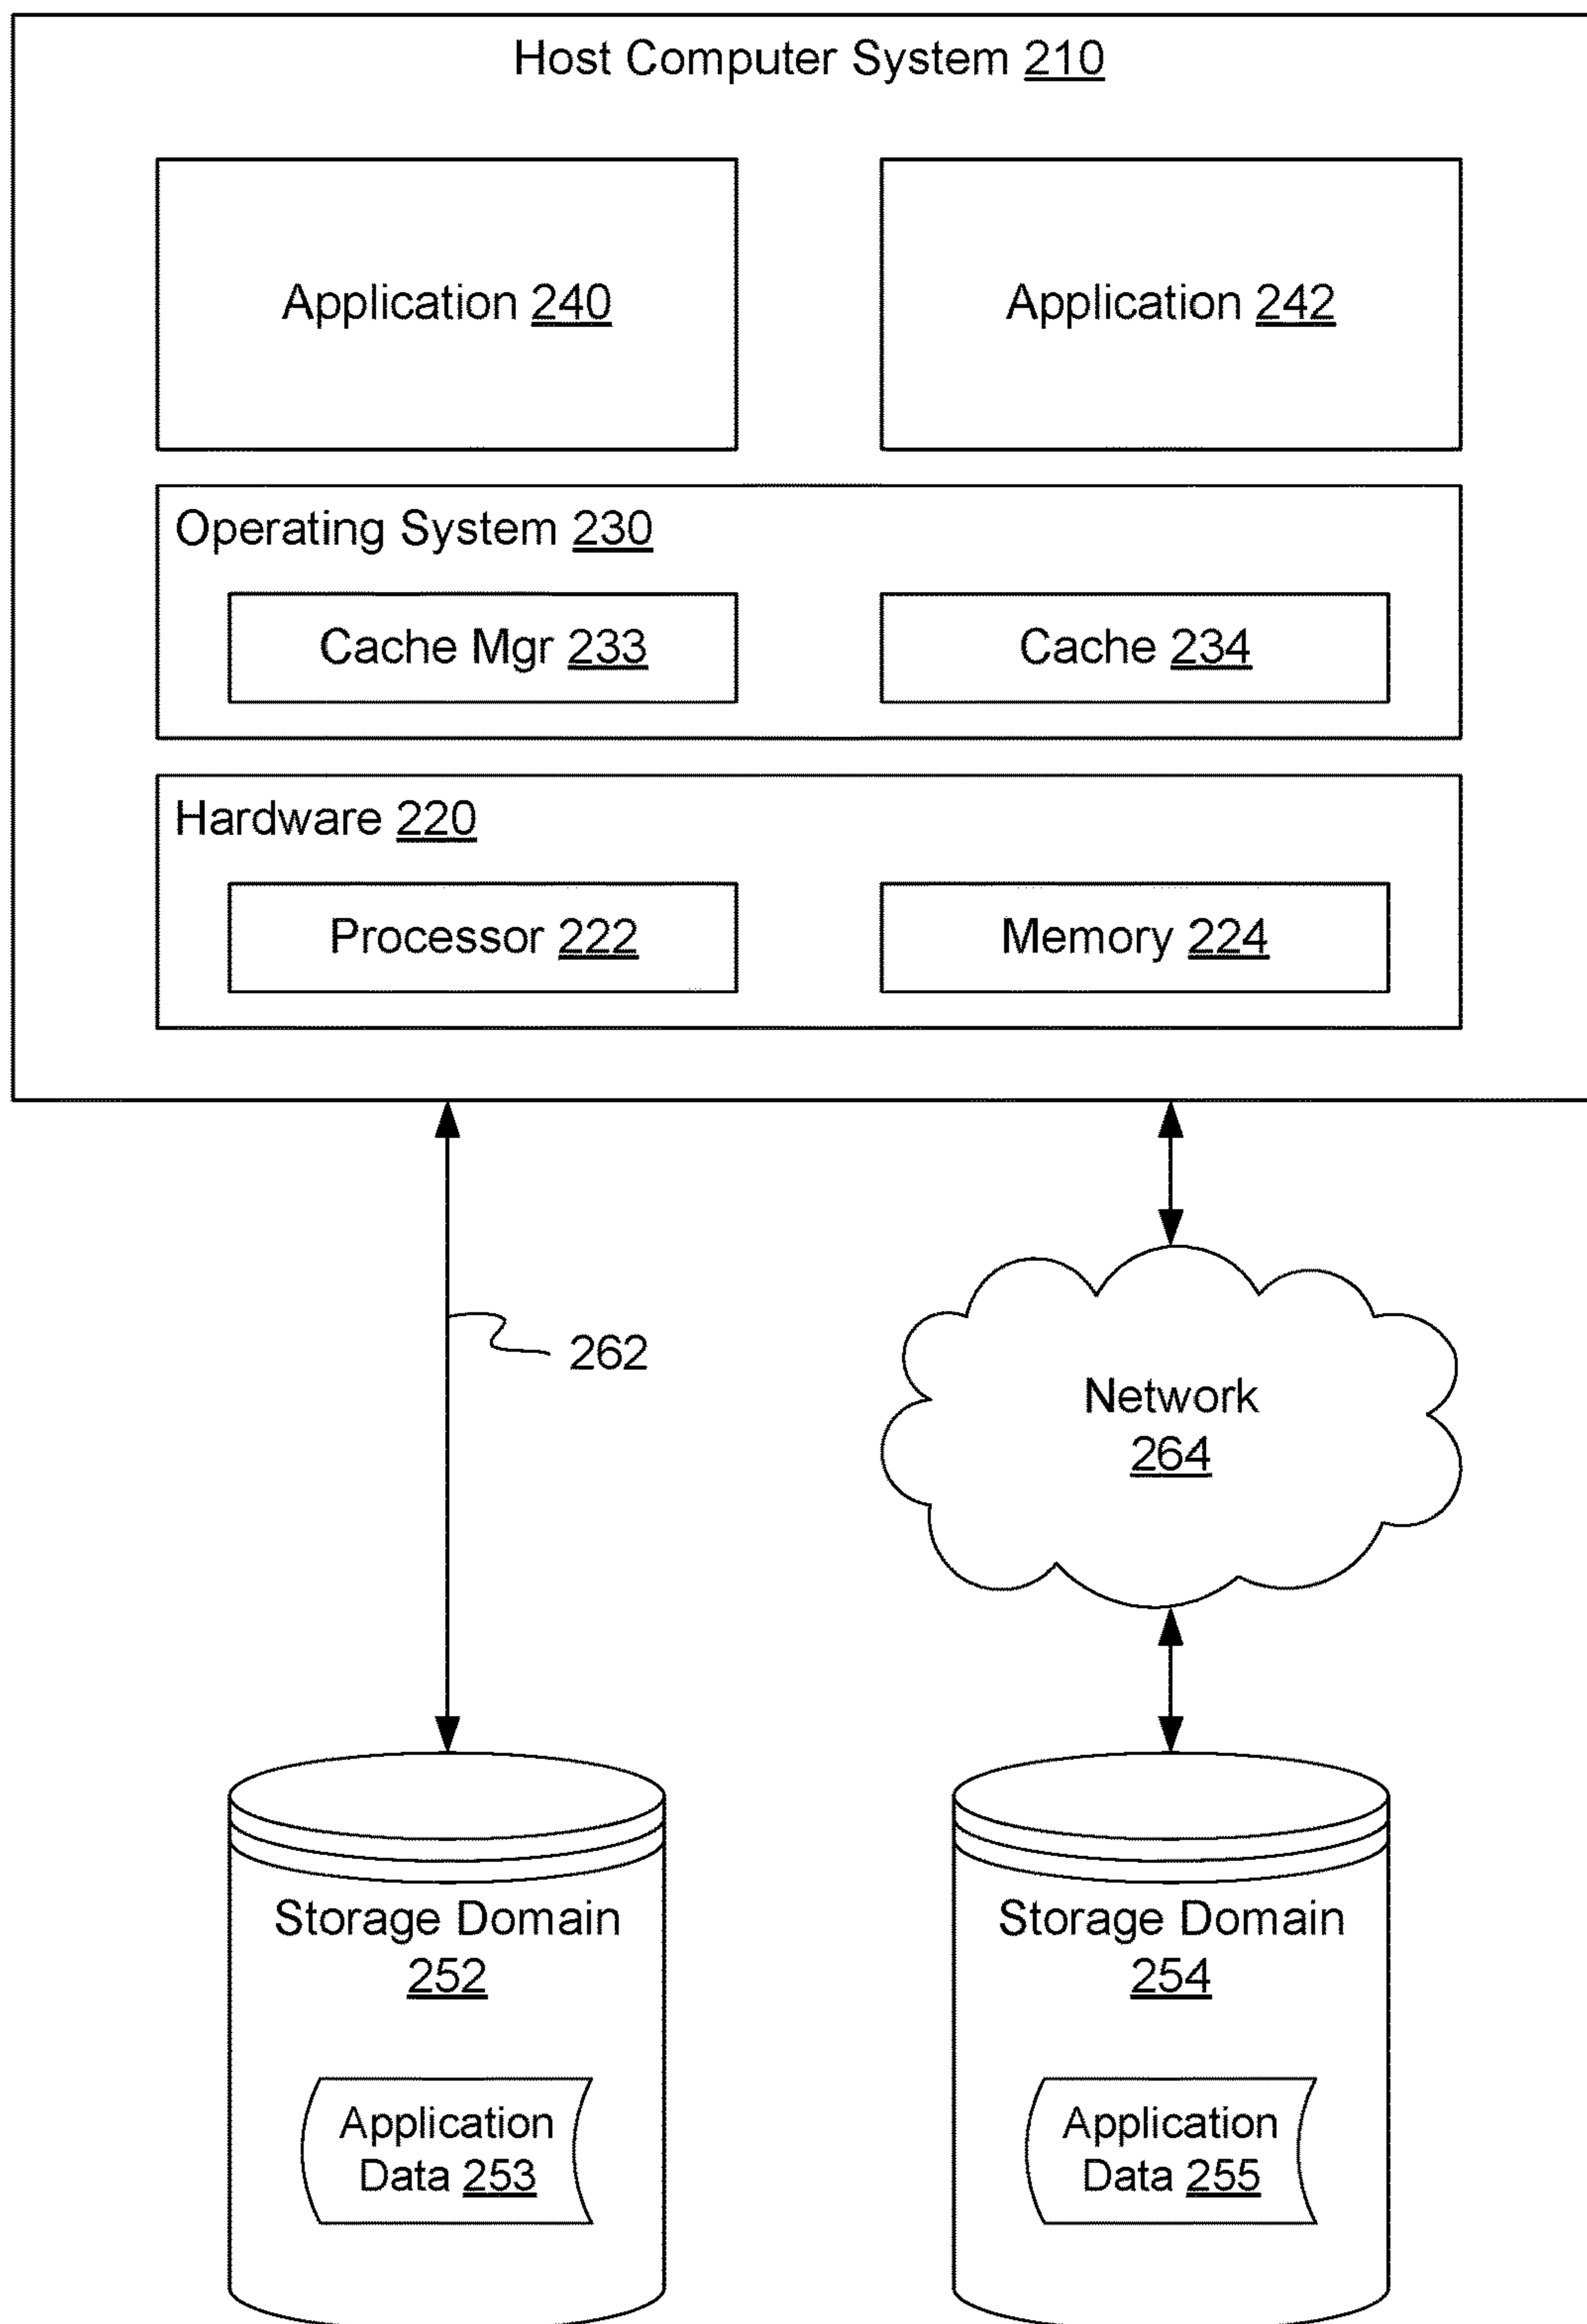 Host Computer System 210
Application 240
Application 242
Operating System 230
Cache Mgr 233
Cache 234
Hardware 220
Processor 222
Memory 224
262
Network
264
Storage Domain
252
Storage Domain
254
Application
Data 253
Application
Data 255